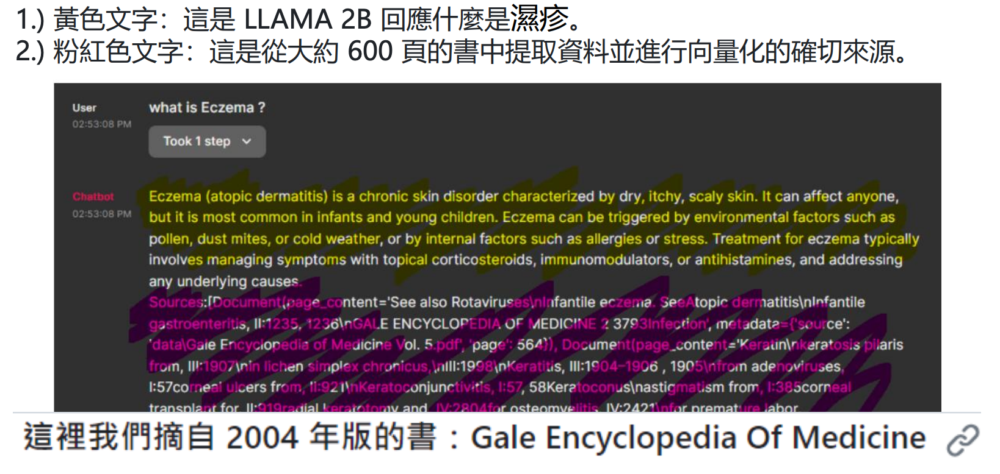 1.) 黃色文字：這是 LLAMA 2B 回應什麼是濕疹。
2.) 粉紅色文字：這是從大約 600 頁的書中提取資料並進行向量化的確切來源。
User
02:53:08 PM
what is Eczema ?
Took 1 step
Chatbot
02:53:08 PM
Eczema (atopic dermatitis) is a chronic skin disorder characterized by dry, itchy, scaly skin. It can affect anyone,
but it is most common in infants and young children. Eczema can be triggered by environmental factors such as
pollen, dust mites, or cold weather, or by internal factors such as allergies or stress. Treatment for eczema typically
involves managing symptoms with topical corticosteroids, immunomodulators, or antihistamines, and addressing
any underlying causes.
Sources:[Document(page_content='See also Rotaviruses\nInfantile eczema. SeeAtopic dermatitis\nInfantile
gastroenteritis, II:1235, 1236\nGALE ENCYCLOPEDIA OF MEDICINE 2 3793Infection', metadata={'source':
'data\Gale Encyclopedia of Medicine Vol. 5.pdf', 'page': 564}), Document(page_content='Keratin\nkeratosis pilaris
from, III:1907\nin lichen simplex chronicus,\nIII:1998\nKeratitis, III:1904–1906 , 1905\nfrom adenoviruses,
I:57corneal ulcers from, II:921\nKeratoconjunctivitis, I:57, 58Keratoconus\nastigmatism from, I:385corneal
transplant for, II:919radial keratotomy and, IV:2804for osteomyelitis, IV:2421\nfor premature labor,
這裡我們摘自 2004 年版的書：Gale Encyclopedia Of Medicine